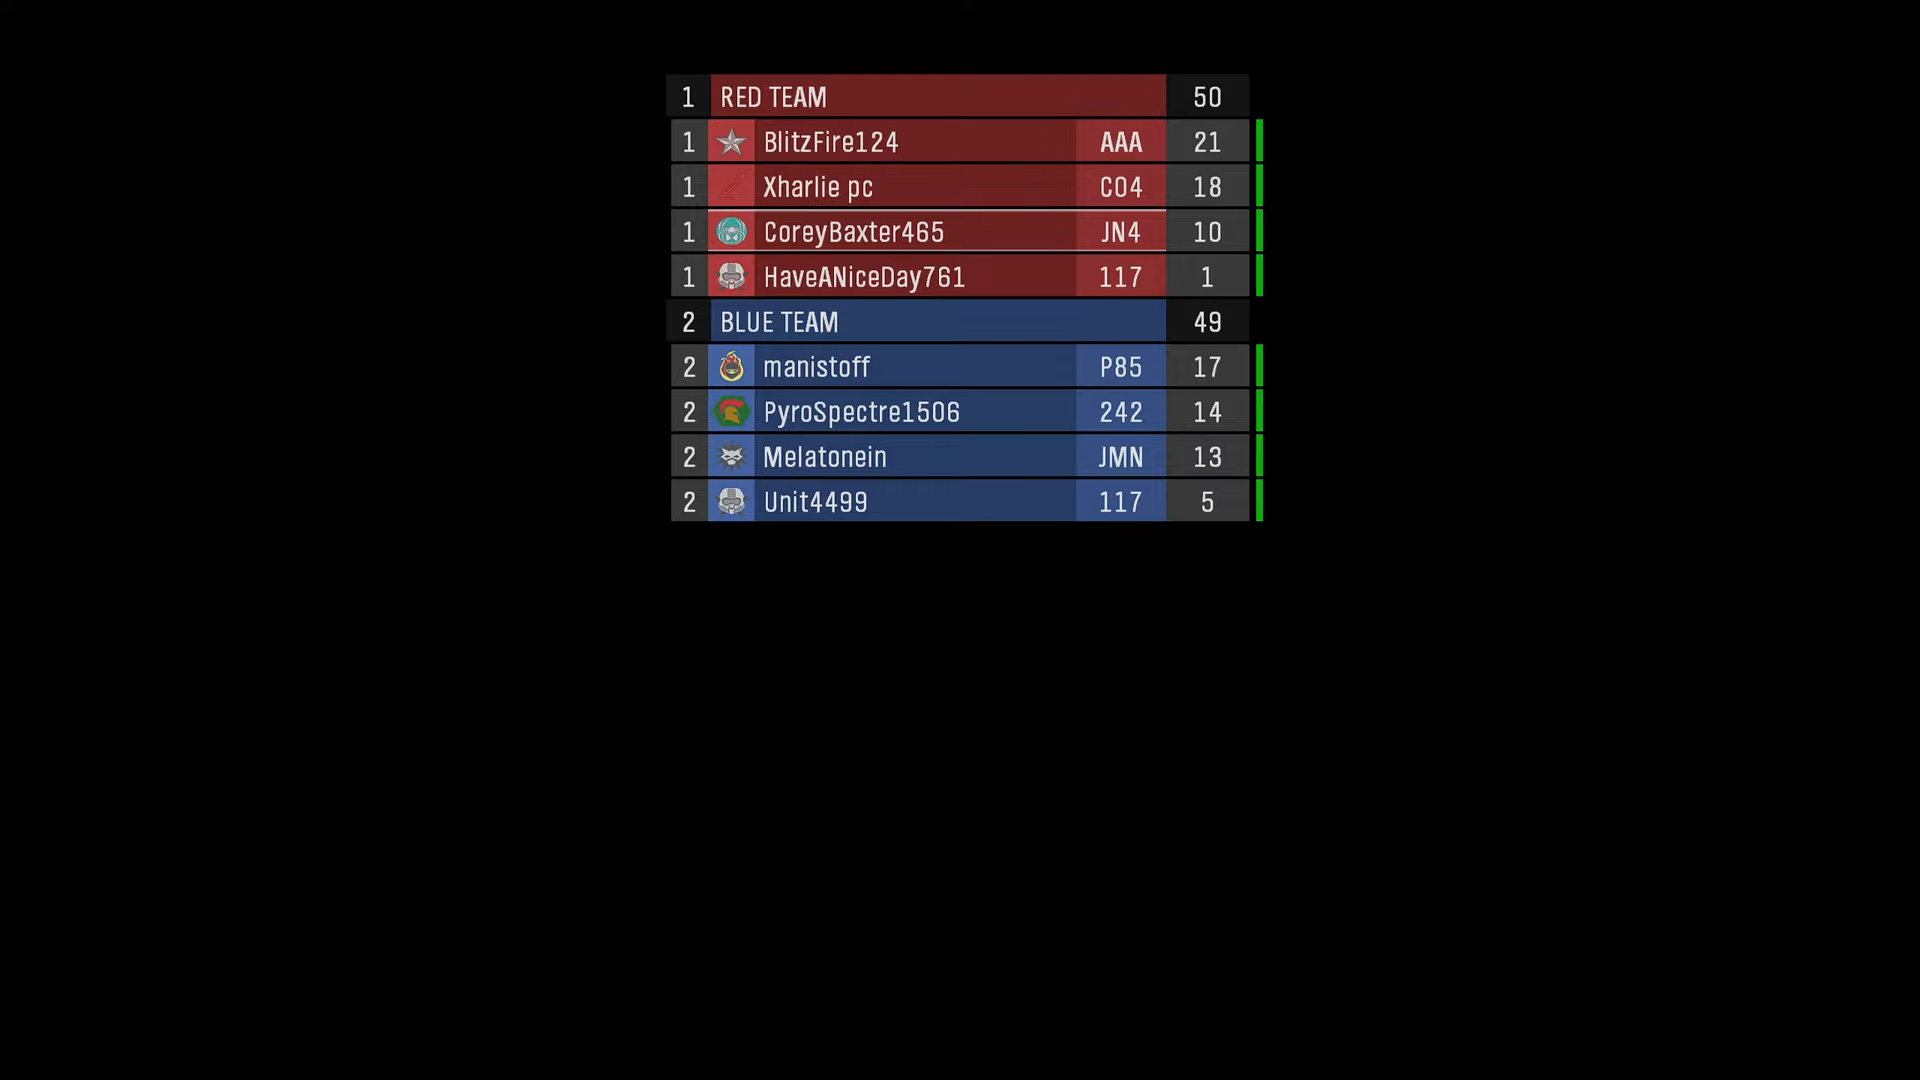 1 RED TEAM 50
1 BlitzFire124 AAA 21
1 Xharlie pc CO4 18
1 CoreyBaxter465 JN4 10
1 HaveANiceDay761 117 1
2 BLUE TEAM 49
2 manistoff P85 17
2 PyroSpectre1506 242 14
2 Melatonein JMN 13
2 Unit4499 117 5